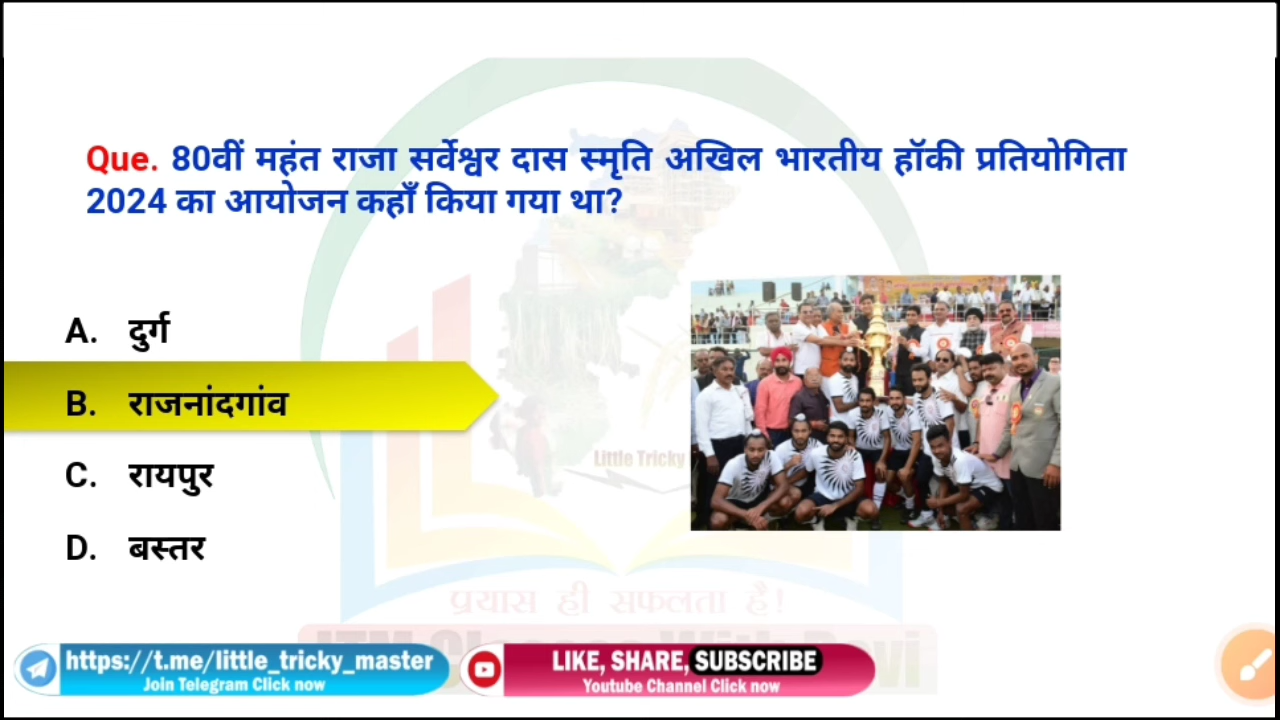 Que. 80वीं महंत राजा सर्वेश्वर दास स्मृति अखिल भारतीय हॉकी प्रतियोगिता
2024 का आयोजन कहाँ किया गया था?
A. दुर्ग
B. राजनांदगांव
C. रायपुर
D. बस्तर
Little Tricky
प्रयास ही सफलता है!
https://t.me/little_tricky_master
Join Telegram Click now
LIKE, SHARE, SUBSCRIBE
Youtube Channel Click now